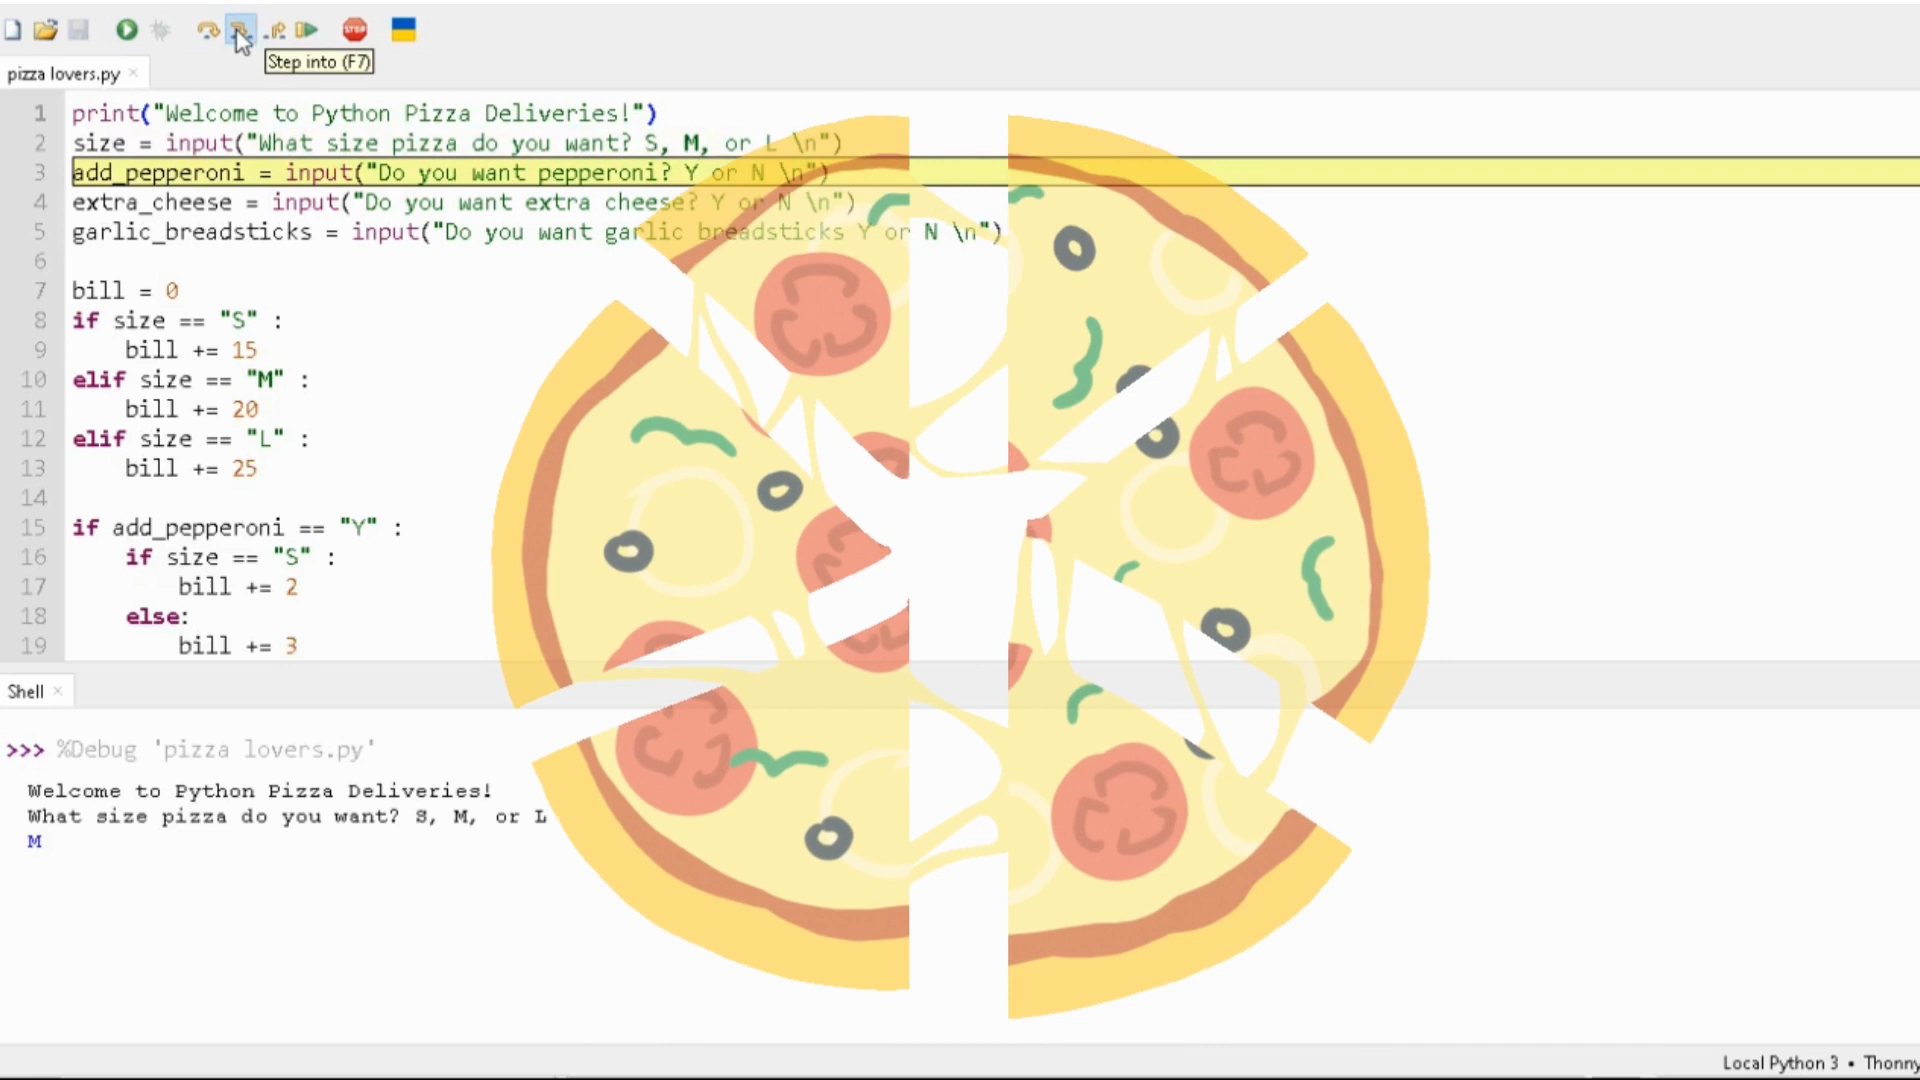 STOP
Step into (F7)
pizza lovers.py ×
1 print("Welcome to Python Pizza Deliveries!")
2 size = input("What size pizza do you want? S, M, or L \n")
3 add_pepperoni = input("Do you want pepperoni? Y or N \n")
4 extra_cheese = input("Do you want extra cheese? Y or N \n")
5 garlic_breadsticks = input("Do you want garlic breadsticks Y or N \n")
6
7 bill = 0
8 if size == "S" :
9     bill += 15
10 elif size == "M" :
11     bill += 20
12 elif size == "L" :
13     bill += 25
14
15 if add_pepperoni == "Y" :
16     if size == "S" :
17         bill += 2
18     else:
19         bill += 3
Shell ×
>>> %Debug 'pizza lovers.py'
Welcome to Python Pizza Deliveries!
What size pizza do you want? S, M, or L
M
Local Python 3 • Thonny